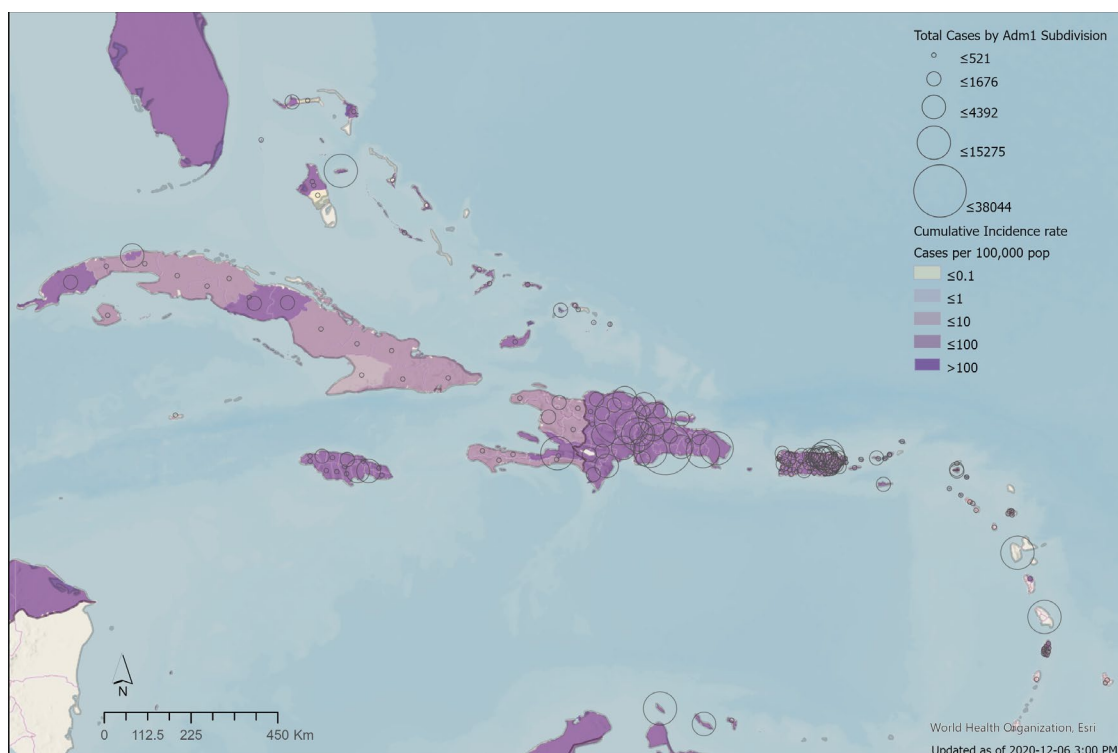 Total Cases by Adm1 Subdivision
≤521
≤1676
≤4392
≤15275
≤38044
Cumulative Incidence rate
Cases per 100,000 pop
≤0.1
≤1
≤10
≤100
>100
N
0 112.5 225 450 Km
World Health Organization, Esri
Updated as of 2020-12-06 3:00 PM